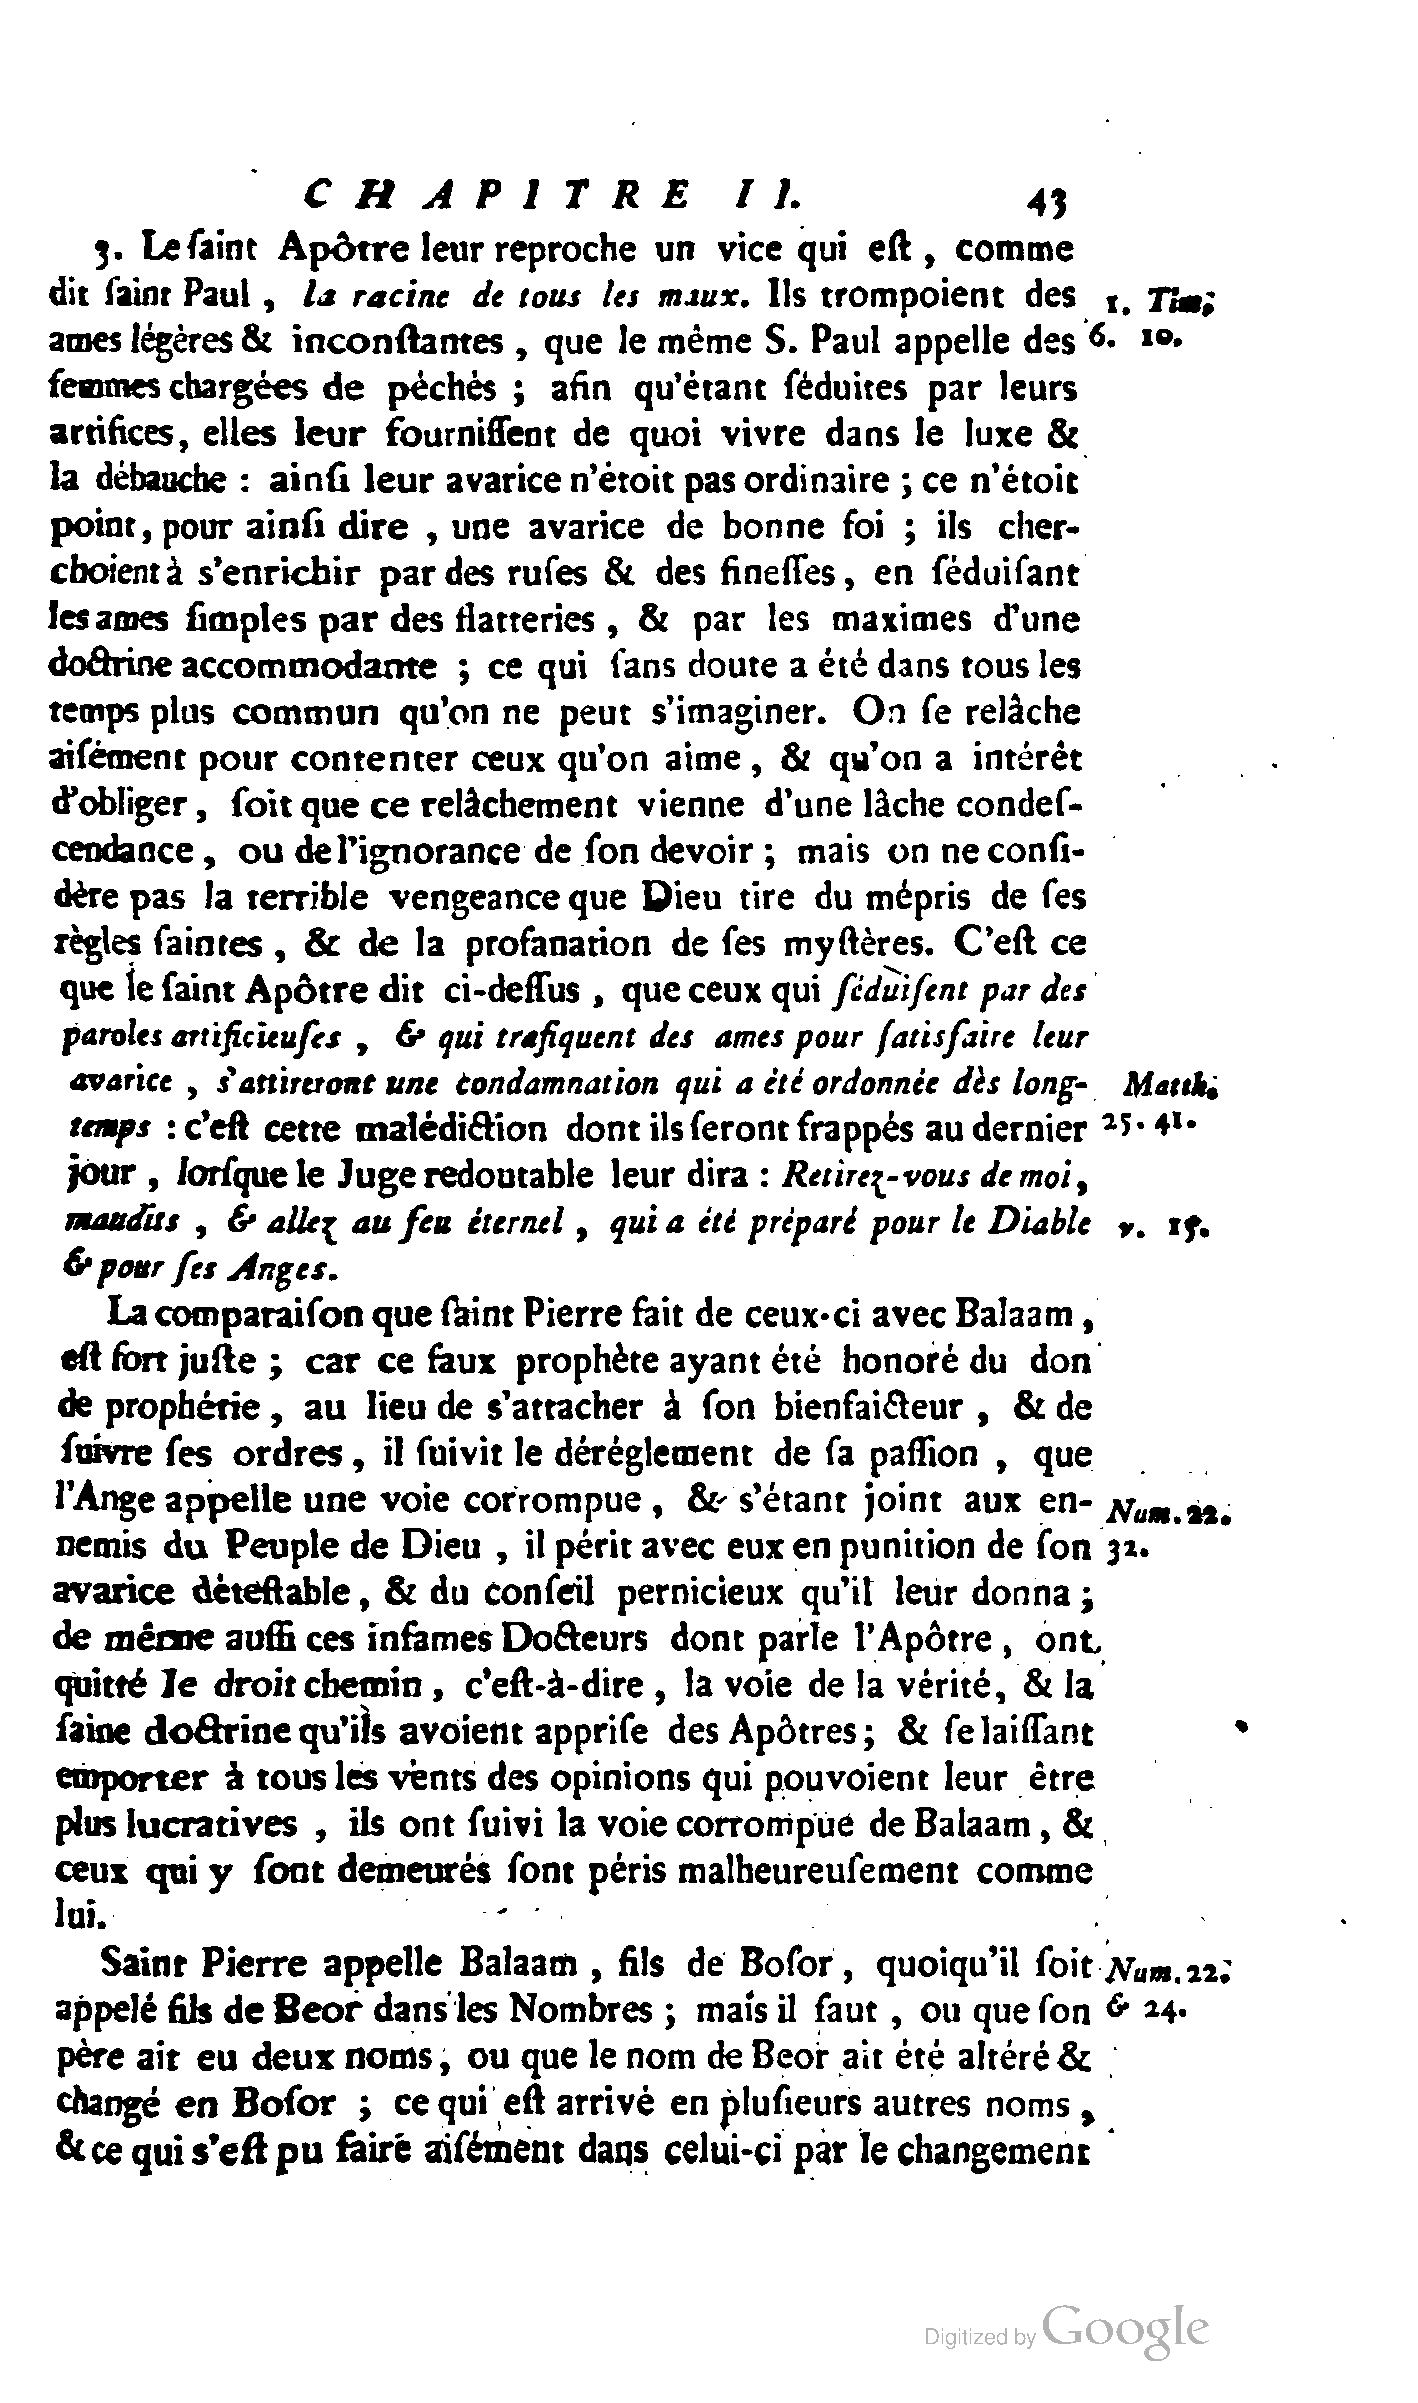 CHAPITRE II. 43
3. Le ſaint Apôtre leur reproche un vice qui eſt, comme
dit ſaint Paul, la racine de tous les maux. Ils trompoient des
1. Tim;
ames légères & inconſtantes, que le même S. Paul appelle des
6. 10.
femmes chargées de péchés ; afin qu'étant ſéduites par leurs
artifices, elles leur fourniſſent de quoi vivre dans le luxe &
la débauche : ainſi leur avarice n'étoit pas ordinaire ; ce n'étoit
point, pour ainſi dire, une avarice de bonne foi ; ils cher-
choient à s'enrichir par des ruſes & des fineſſes, en ſéduiſant
les ames ſimples par des flatteries, & par les maximes d'une
doctrine accommodante ; ce qui ſans doute a été dans tous les
temps plus commun qu'on ne peut s'imaginer. On ſe relâche
aiſément pour contenter ceux qu'on aime, & qu'on a intérêt
d'obliger, ſoit que ce relâchement vienne d'une lâche condeſ-
cendance, ou de l'ignorance de ſon devoir ; mais on ne conſi-
dère pas la terrible vengeance que Dieu tire du mépris de ſes
règles ſaintes, & de la profanation de ſes myſtères. C'eſt ce
que le ſaint Apôtre dit ci-deſſus, que ceux qui ſéduiſent par des
paroles artificieuſes, & qui trafiquent des ames pour ſatisfaire leur
avarice, s'attireront une condamnation qui a été ordonnée dès long-
Matth.
temps : c'eſt cette malédiction dont ils ſeront frappés au dernier
25. 41.
jour, lorſque le Juge redoutable leur dira : Retirez-vous de moi,
maudits, & allez au feu éternel, qui a été préparé pour le Diable
v. 15.
& pour ſes Anges.
La comparaiſon que ſaint Pierre fait de ceux-ci avec Balaam,
eſt fort juſte ; car ce faux prophète ayant été honoré du don
de prophétie, au lieu de s'attacher à ſon bienfaicteur, & de
ſuivre ſes ordres, il ſuivit le déréglement de ſa paſſion, que
l'Ange appelle une voie corrompue, & s'étant joint aux en-
Num. 22.
nemis du Peuple de Dieu, il périt avec eux en punition de ſon
32.
avarice déteſtable, & du conſeil pernicieux qu'il leur donna ;
de même auſſi ces infames Docteurs dont parle l'Apôtre, ont
quitté le droit chemin, c'eſt-à-dire, la voie de la vérité, & la
ſaine doctrine qu'ils avoient appriſe des Apôtres ; & ſe laiſſant
emporter à tous les vents des opinions qui pouvoient leur être
plus lucratives, ils ont ſuivi la voie corrompue de Balaam, &
ceux qui y ſont demeurés ſont péris malheureuſement comme
lui.
Saint Pierre appelle Balaam, fils de Boſor, quoiqu'il ſoit
Num. 22;
appelé fils de Beor dans les Nombres ; mais il faut, ou que ſon
& 24.
père ait eu deux noms, ou que le nom de Beor ait été altéré &
changé en Boſor ; ce qui eſt arrivé en pluſieurs autres noms,
& ce qui s'eſt pu faire aiſément dans celui-ci par le changement
Digitized by Google